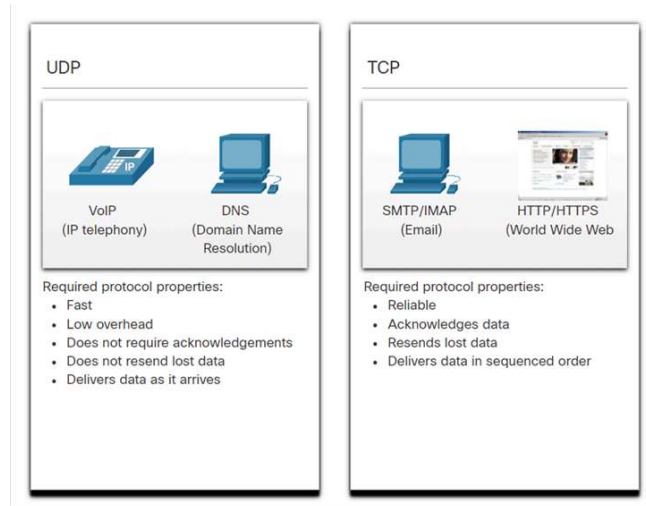 UDP
IP
VoIP
(IP telephony)
DNS
(Domain Name
Resolution)
Required protocol properties:
• Fast
• Low overhead
• Does not require acknowledgements
• Does not resend lost data
• Delivers data as it arrives
TCP
SMTP/IMAP
(Email)
HTTP/HTTPS
(World Wide Web
Required protocol properties:
• Reliable
• Acknowledges data
• Resends lost data
• Delivers data in sequenced order